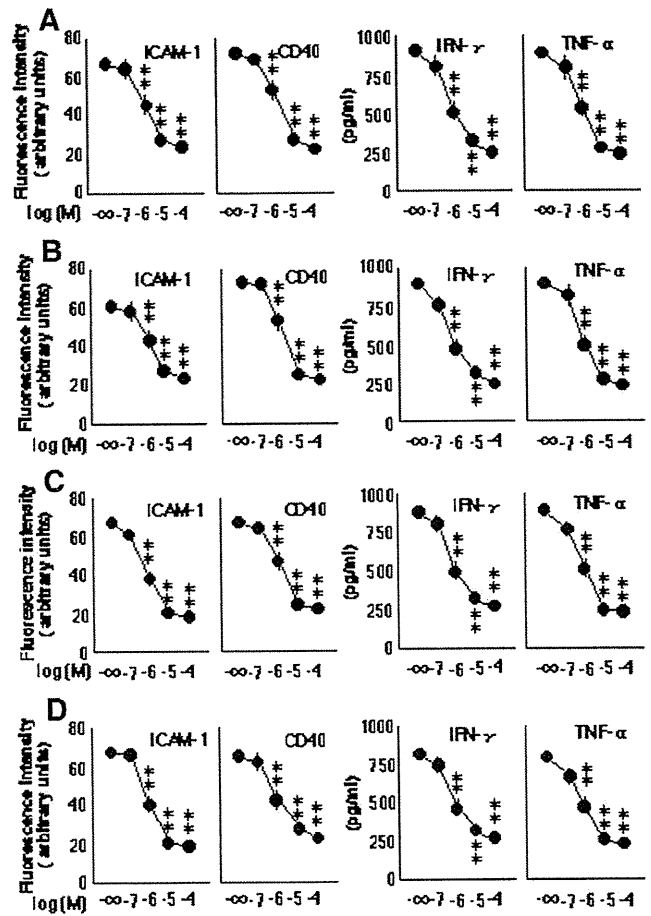 A
Fluorescence Intensity
(arbitrary units)
80
60
40
20
0
ICAM-1
**
**
**
CD40
**
**
**
(pg/ml)
1000
750
500
250
0
IFN-γ
**
**
**
TNF-α
**
**
**
log(M) -∞ -7 -6 -5 -4 -∞ -7 -6 -5 -4 -∞ -7 -6 -5 -4 -∞ -7 -6 -5 -4
B
Fluorescence Intensity
(arbitrary units)
80
60
40
20
0
ICAM-1
**
**
**
CD40
**
**
**
(pg/ml)
1000
750
500
250
0
IFN-γ
**
**
**
TNF-α
**
**
**
log(M) -∞ -7 -6 -5 -4 -∞ -7 -6 -5 -4 -∞ -7 -6 -5 -4 -∞ -7 -6 -5 -4
C
Fluorescence intensity
(arbitrary units)
80
60
40
20
0
ICAM-1
**
**
**
CD40
**
**
**
(pg/ml)
1000
750
500
250
0
IFN-γ
**
**
**
TNF-α
**
**
**
log(M) -∞ -7 -6 -5 -4 -∞ -7 -6 -5 -4 -∞ -7 -6 -5 -4 -∞ -7 -6 -5 -4
D
Fluorescence Intensity
(arbitrary units)
80
60
40
20
0
ICAM-1
**
**
**
CD40
**
**
**
(pg/ml)
1000
750
500
250
0
IFN-γ
**
**
**
TNF-α
**
**
**
log(M) -∞ -7 -6 -5 -4 -∞ -7 -6 -5 -4 -∞ -7 -6 -5 -4 -∞ -7 -6 -5 -4